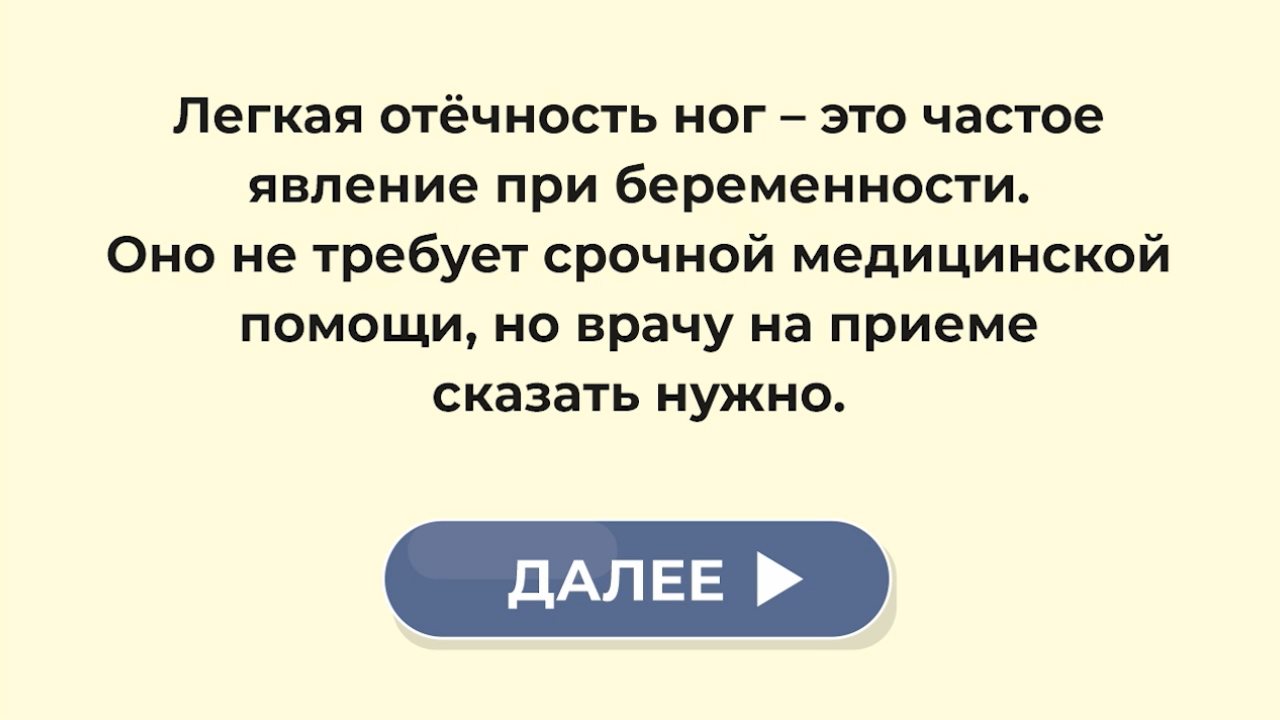 Легкая отёчность ног – это частое
явление при беременности.
Оно не требует срочной медицинской
помощи, но врачу на приеме
сказать нужно.
ДАЛЕЕ